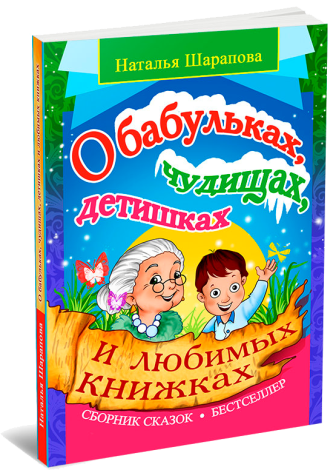 Наталья Шарапова
О бабульках,
чудищах,
детишках
и любимых
книжках
СБОРНИК СКАЗОК • БЕСТСЕЛЛЕР
Наталья Шарапова О бабульках, чудищах, детишках и любимых книжках